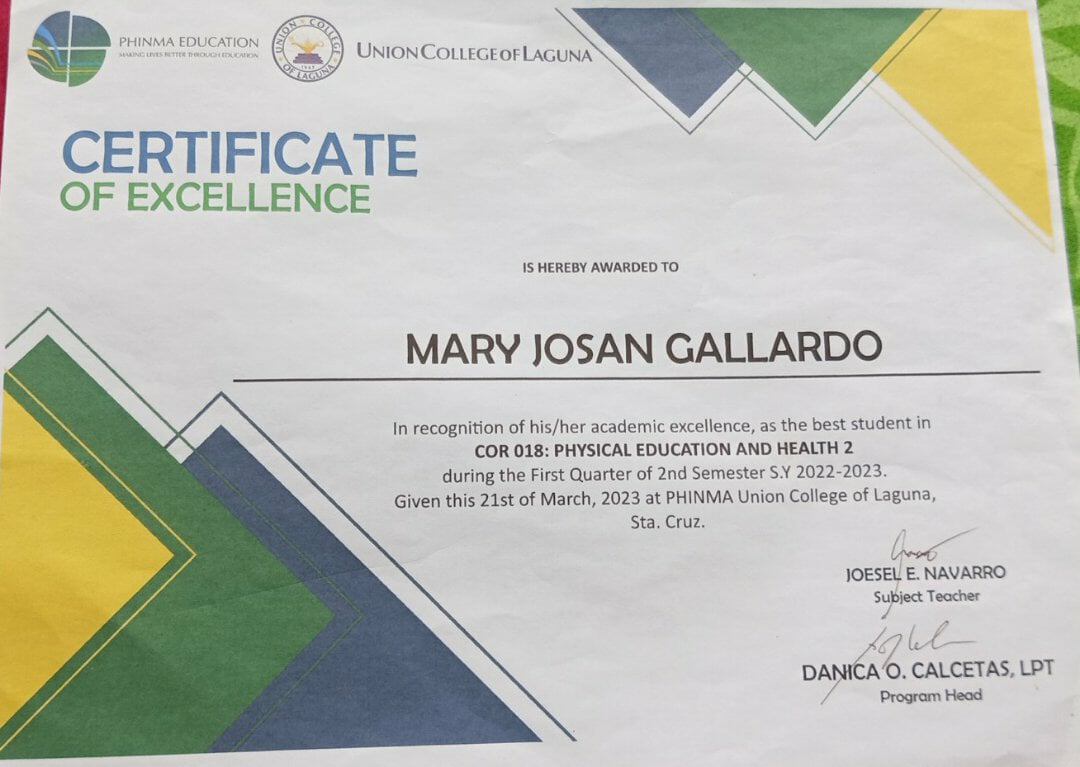 PHINMA EDUCATION
MAKING LIVES BETTER THROUGH EDUCATION
UNION COLLEGE
OF LAGUNA
UNION COLLEGE OF LAGUNA
CERTIFICATE
OF EXCELLENCE
IS HEREBY AWARDED TO
MARY JOSAN GALLARDO
In recognition of his/her academic excellence, as the best student in
COR 018: PHYSICAL EDUCATION AND HEALTH 2
during the First Quarter of 2nd Semester S.Y 2022-2023.
Given this 21st of March, 2023 at PHINMA Union College of Laguna,
Sta. Cruz.
JOESEL E. NAVARRO
Subject Teacher
DANICA O. CALCETAS, LPT
Program Head